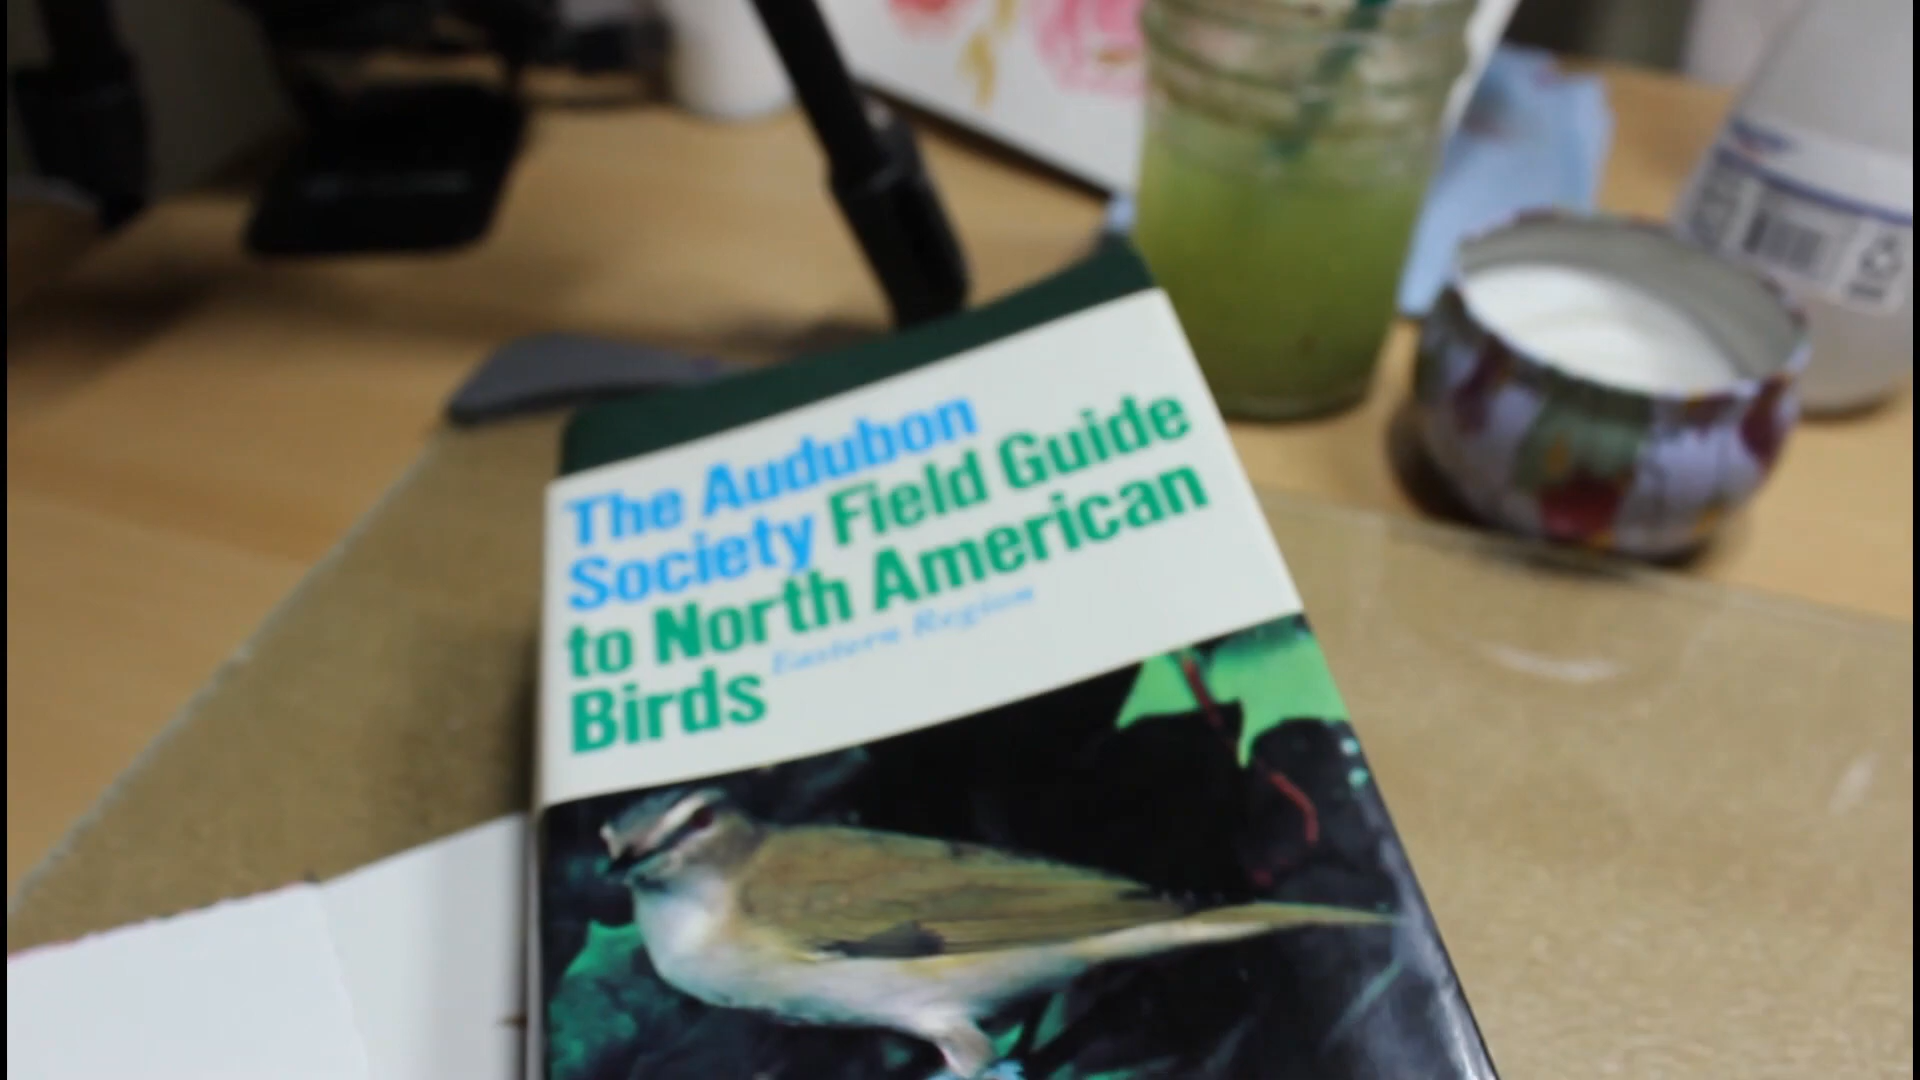 The Audubon
Society Field Guide
to North American
Birds Eastern Region